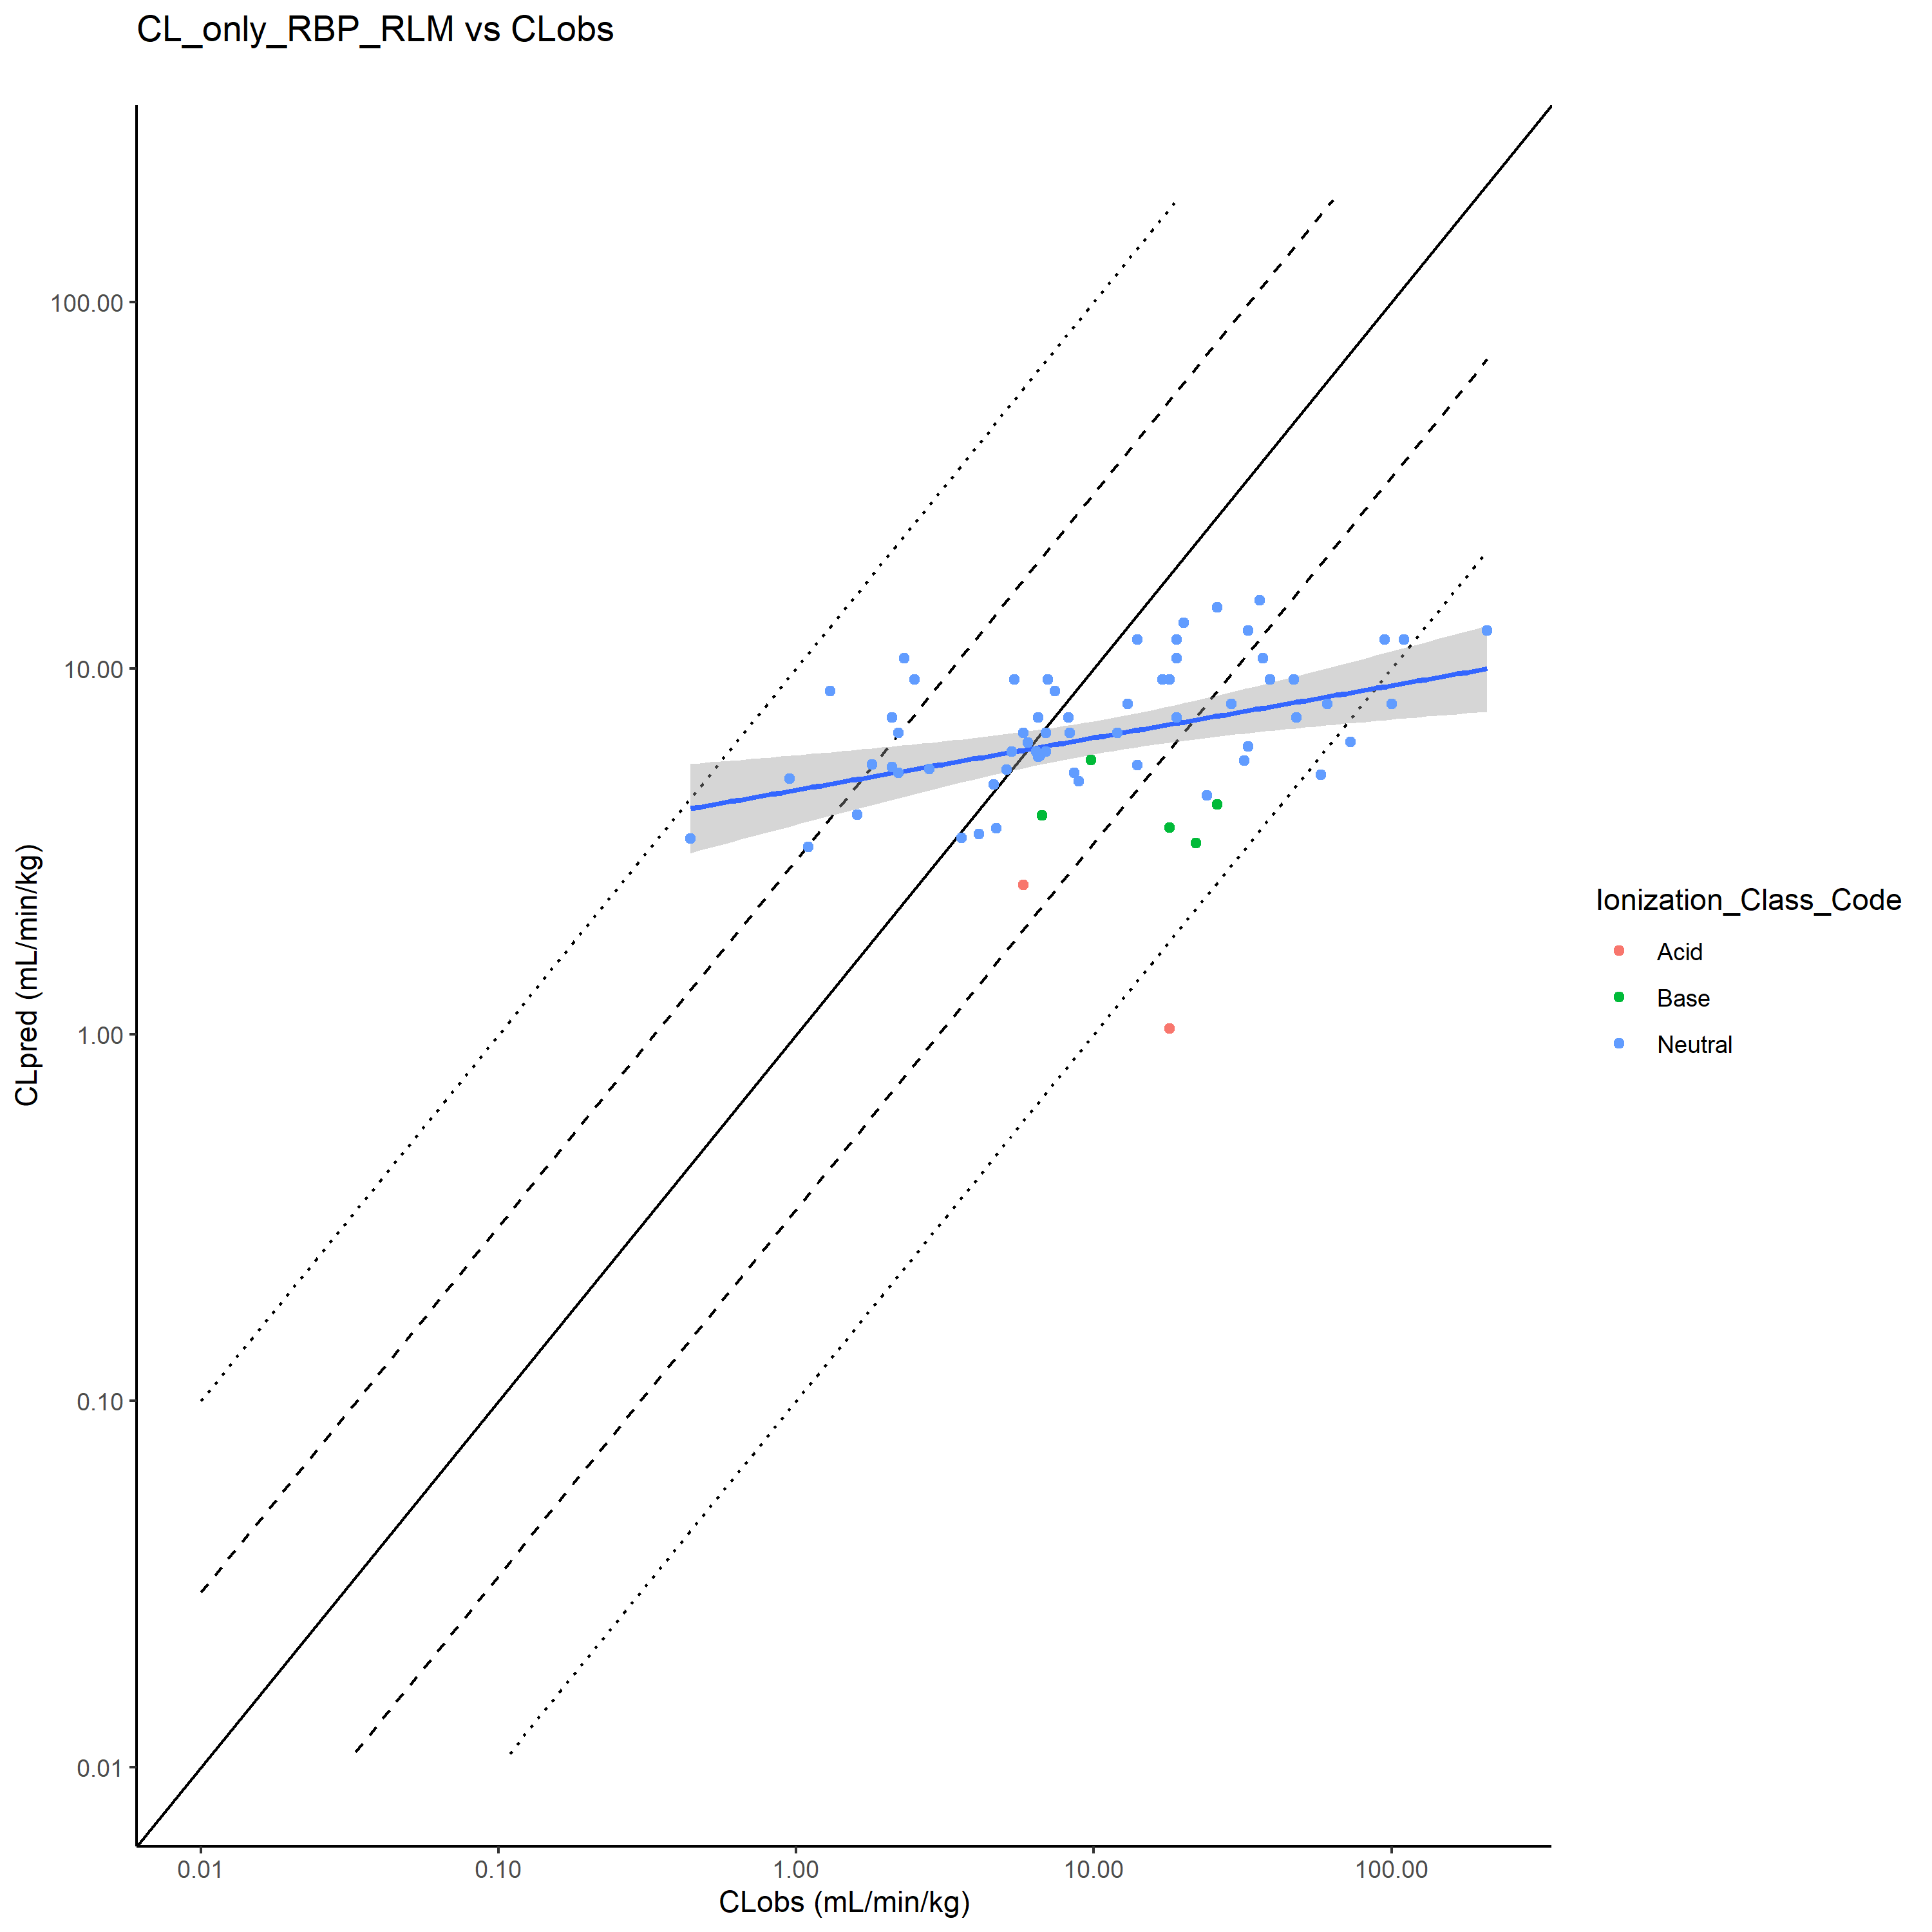 CL_only_RBP_RLM vs CLobs
100.00
10.00
1.00
0.10
0.01
CLpred (mL/min/kg)
0.01 0.10 1.00 10.00 100.00
CLobs (mL/min/kg)
Ionization_Class_Code
Acid
Base
Neutral